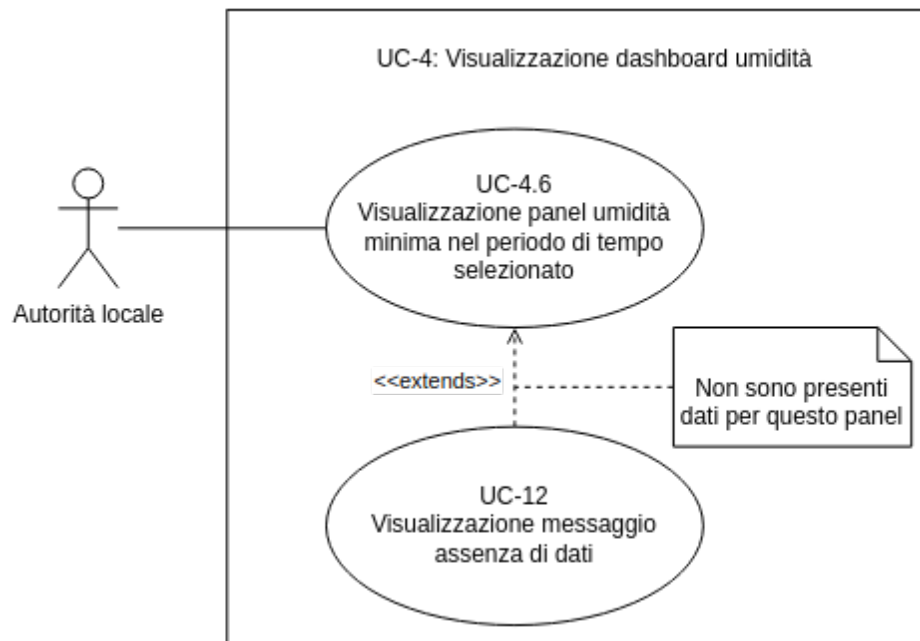 UC-4: Visualizzazione dashboard umidità
UC-4.6
Visualizzazione panel umidità
minima nel periodo di tempo
selezionato
Autorità locale
<<extends>>
Non sono presenti
dati per questo panel
UC-12
Visualizzazione messaggio
assenza di dati